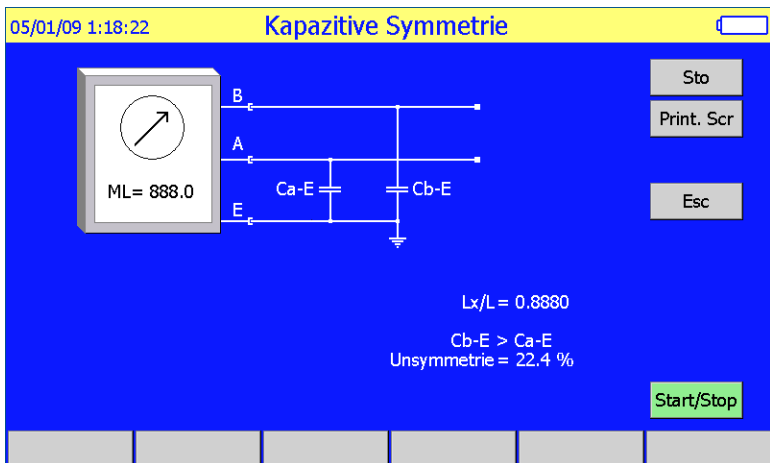 05/01/09 1:18:22
Kapazitive Symmetrie
Sto
Print. Scr
Esc
B
A
E
ML= 888.0
Ca-E
Cb-E
Lx/L = 0.8880
Cb-E > Ca-E
Unsymmetrie = 22.4 %
Start/Stop